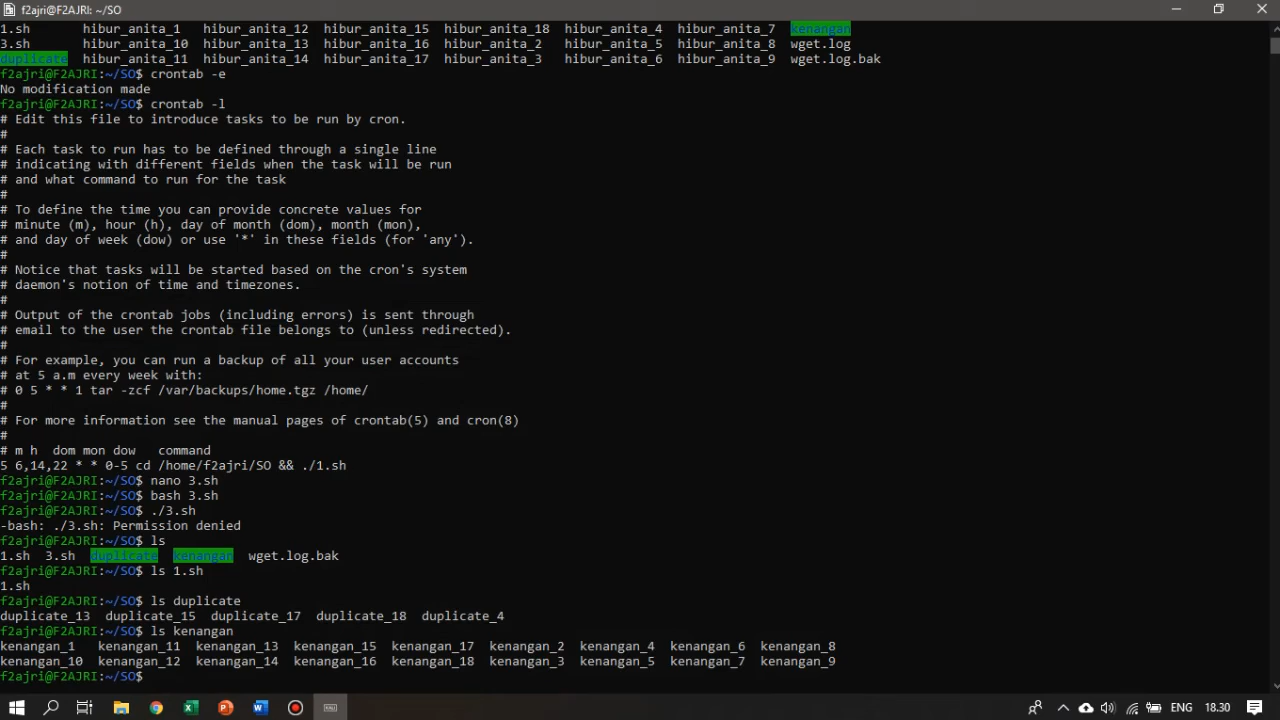 f2ajri@F2AJRI: ~/SO
1.sh hibur_anita_1 hibur_anita_12 hibur_anita_15 hibur_anita_18 hibur_anita_4 hibur_anita_7 kenangan
3.sh hibur_anita_10 hibur_anita_13 hibur_anita_16 hibur_anita_2 hibur_anita_5 hibur_anita_8 wget.log
duplicate hibur_anita_11 hibur_anita_14 hibur_anita_17 hibur_anita_3 hibur_anita_6 hibur_anita_9 wget.log.bak
f2ajri@F2AJRI:~/SO$ crontab -e
No modification made
f2ajri@F2AJRI:~/SO$ crontab -l
# Edit this file to introduce tasks to be run by cron.
#
# Each task to run has to be defined through a single line
# indicating with different fields when the task will be run
# and what command to run for the task
#
# To define the time you can provide concrete values for
# minute (m), hour (h), day of month (dom), month (mon),
# and day of week (dow) or use '*' in these fields (for 'any').
#
# Notice that tasks will be started based on the cron's system
# daemon's notion of time and timezones.
#
# Output of the crontab jobs (including errors) is sent through
# email to the user the crontab file belongs to (unless redirected).
#
# For example, you can run a backup of all your user accounts
# at 5 a.m every week with:
# 0 5 * * 1 tar -zcf /var/backups/home.tgz /home/
#
# For more information see the manual pages of crontab(5) and cron(8)
#
# m h  dom mon dow   command
5 6,14,22 * * 0-5 cd /home/f2ajri/SO && ./1.sh
f2ajri@F2AJRI:~/SO$ nano 3.sh
f2ajri@F2AJRI:~/SO$ bash 3.sh
f2ajri@F2AJRI:~/SO$ ./3.sh
-bash: ./3.sh: Permission denied
f2ajri@F2AJRI:~/SO$ ls
1.sh 3.sh duplicate kenangan wget.log.bak
f2ajri@F2AJRI:~/SO$ ls 1.sh
1.sh
f2ajri@F2AJRI:~/SO$ ls duplicate
duplicate_13 duplicate_15 duplicate_17 duplicate_18 duplicate_4
f2ajri@F2AJRI:~/SO$ ls kenangan
kenangan_1 kenangan_11 kenangan_13 kenangan_15 kenangan_17 kenangan_2 kenangan_4 kenangan_6 kenangan_8
kenangan_10 kenangan_12 kenangan_14 kenangan_16 kenangan_18 kenangan_3 kenangan_5 kenangan_7 kenangan_9
f2ajri@F2AJRI:~/SO$
ENG 18.30